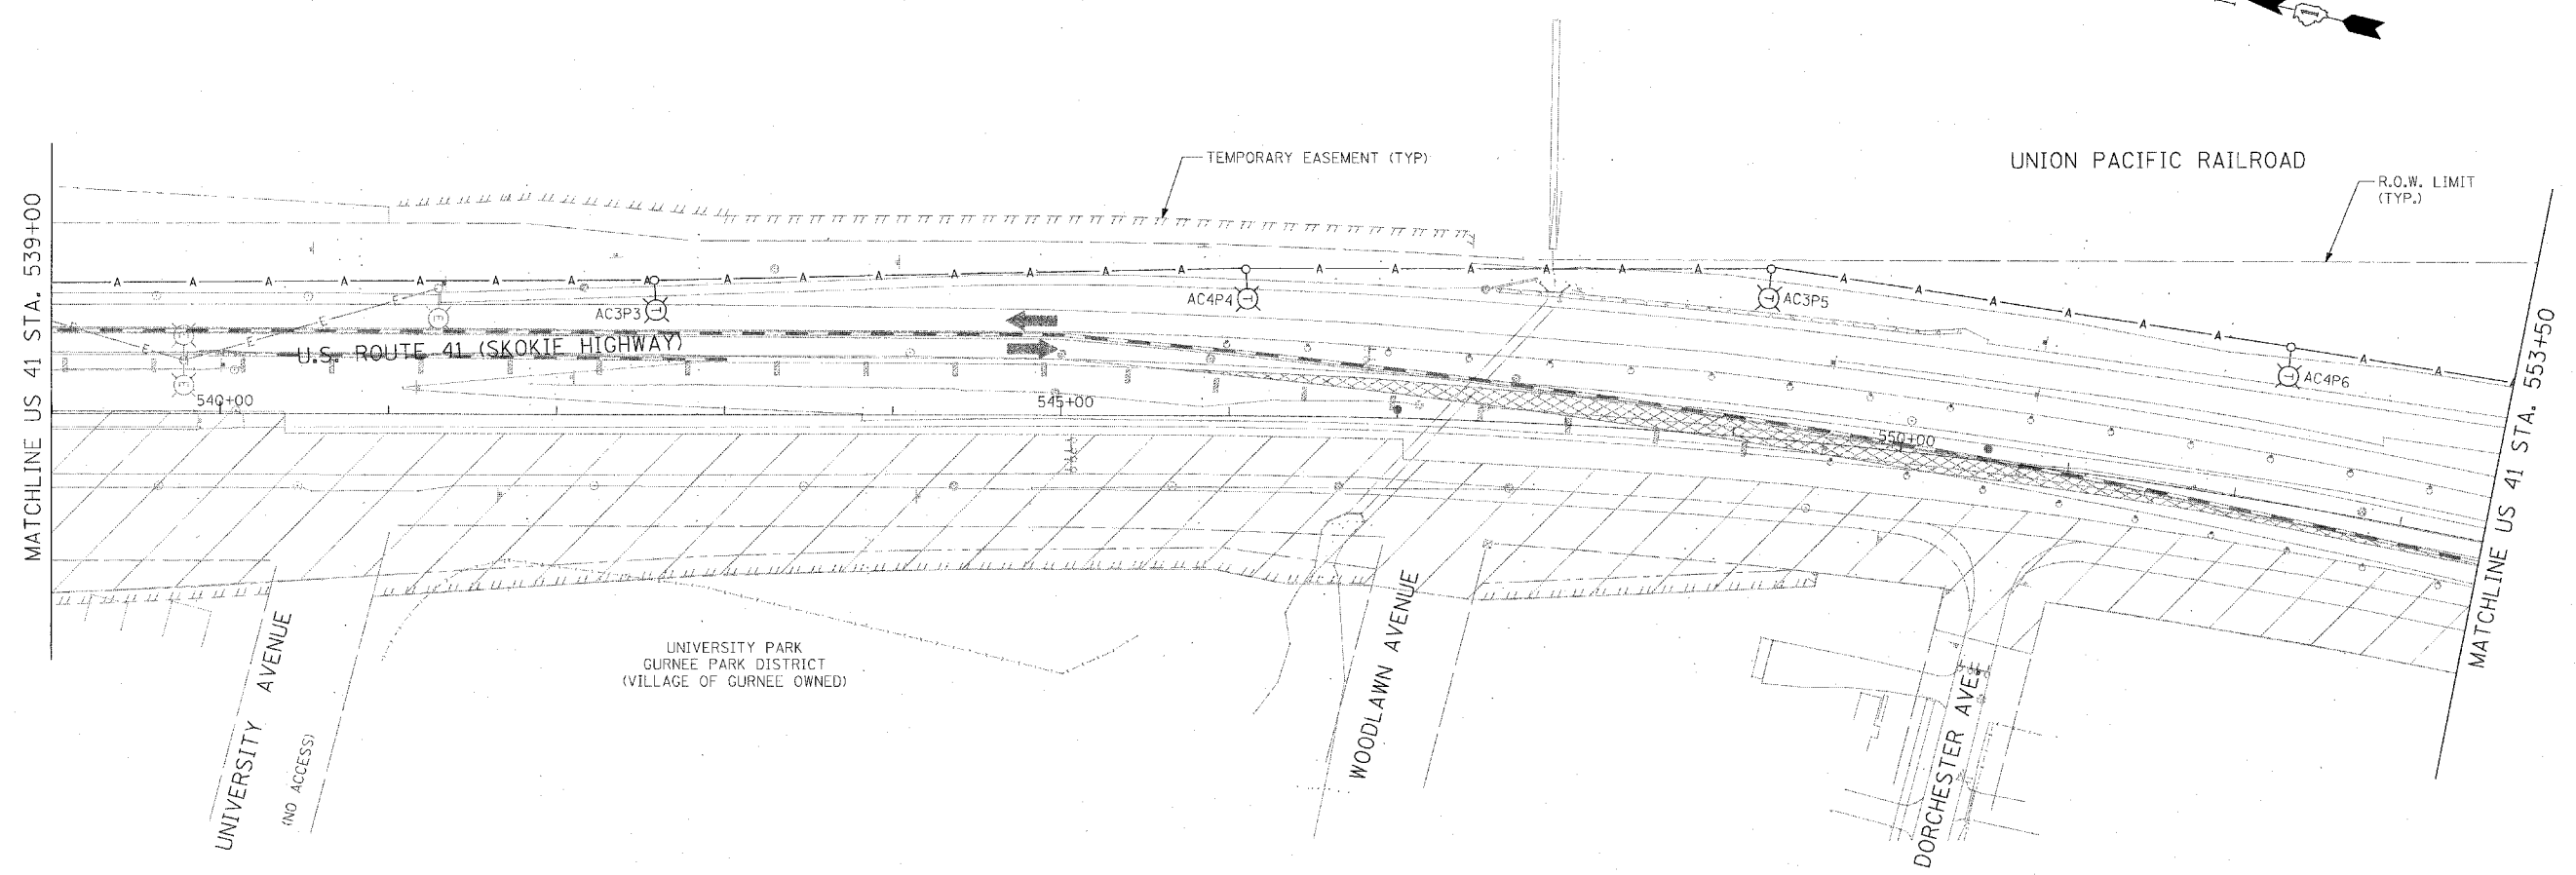 TEMPORARY EASEMENT (TYP)
UNION PACIFIC RAILROAD
R.O.W. LIMIT
(TYP.)
MATCHLINE US 41 STA. 539+00
A A A A A A A A A A A A A A A A A A A A A A A A A A A A A A A
E E E E
E E E
T T T T
AC3P3
AC4P4
AC3P5
AC4P6
U.S. ROUTE 41 (SKOKIE HIGHWAY)
540+00
545+00
550+00
MATCHLINE US 41 STA. 553+50
UNIVERSITY AVENUE
(NO ACCESS)
UNIVERSITY PARK
GURNEE PARK DISTRICT
(VILLAGE OF GURNEE OWNED)
WOODLAWN AVENUE
DORCHESTER AVE.